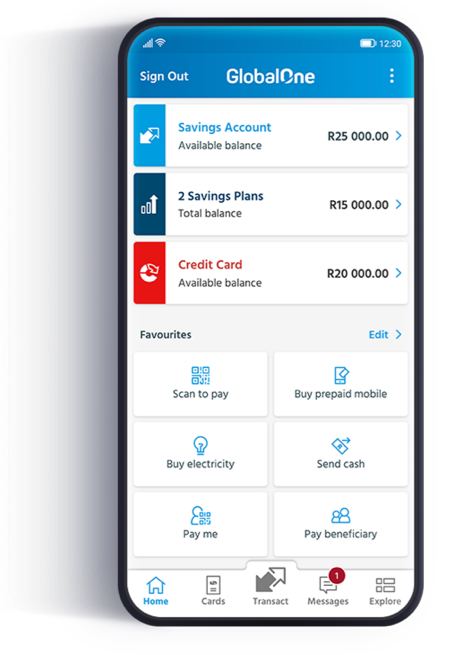 12:30
Sign Out
GlobalOne
Savings Account
Available balance
R25 000.00
2 Savings Plans
Total balance
R15 000.00
Credit Card
Available balance
R20 000.00
Favourites
Edit
Scan to pay
Buy prepaid mobile
Buy electricity
Send cash
Pay me
Pay beneficiary
1
Home
Cards
Transact
Messages
Explore